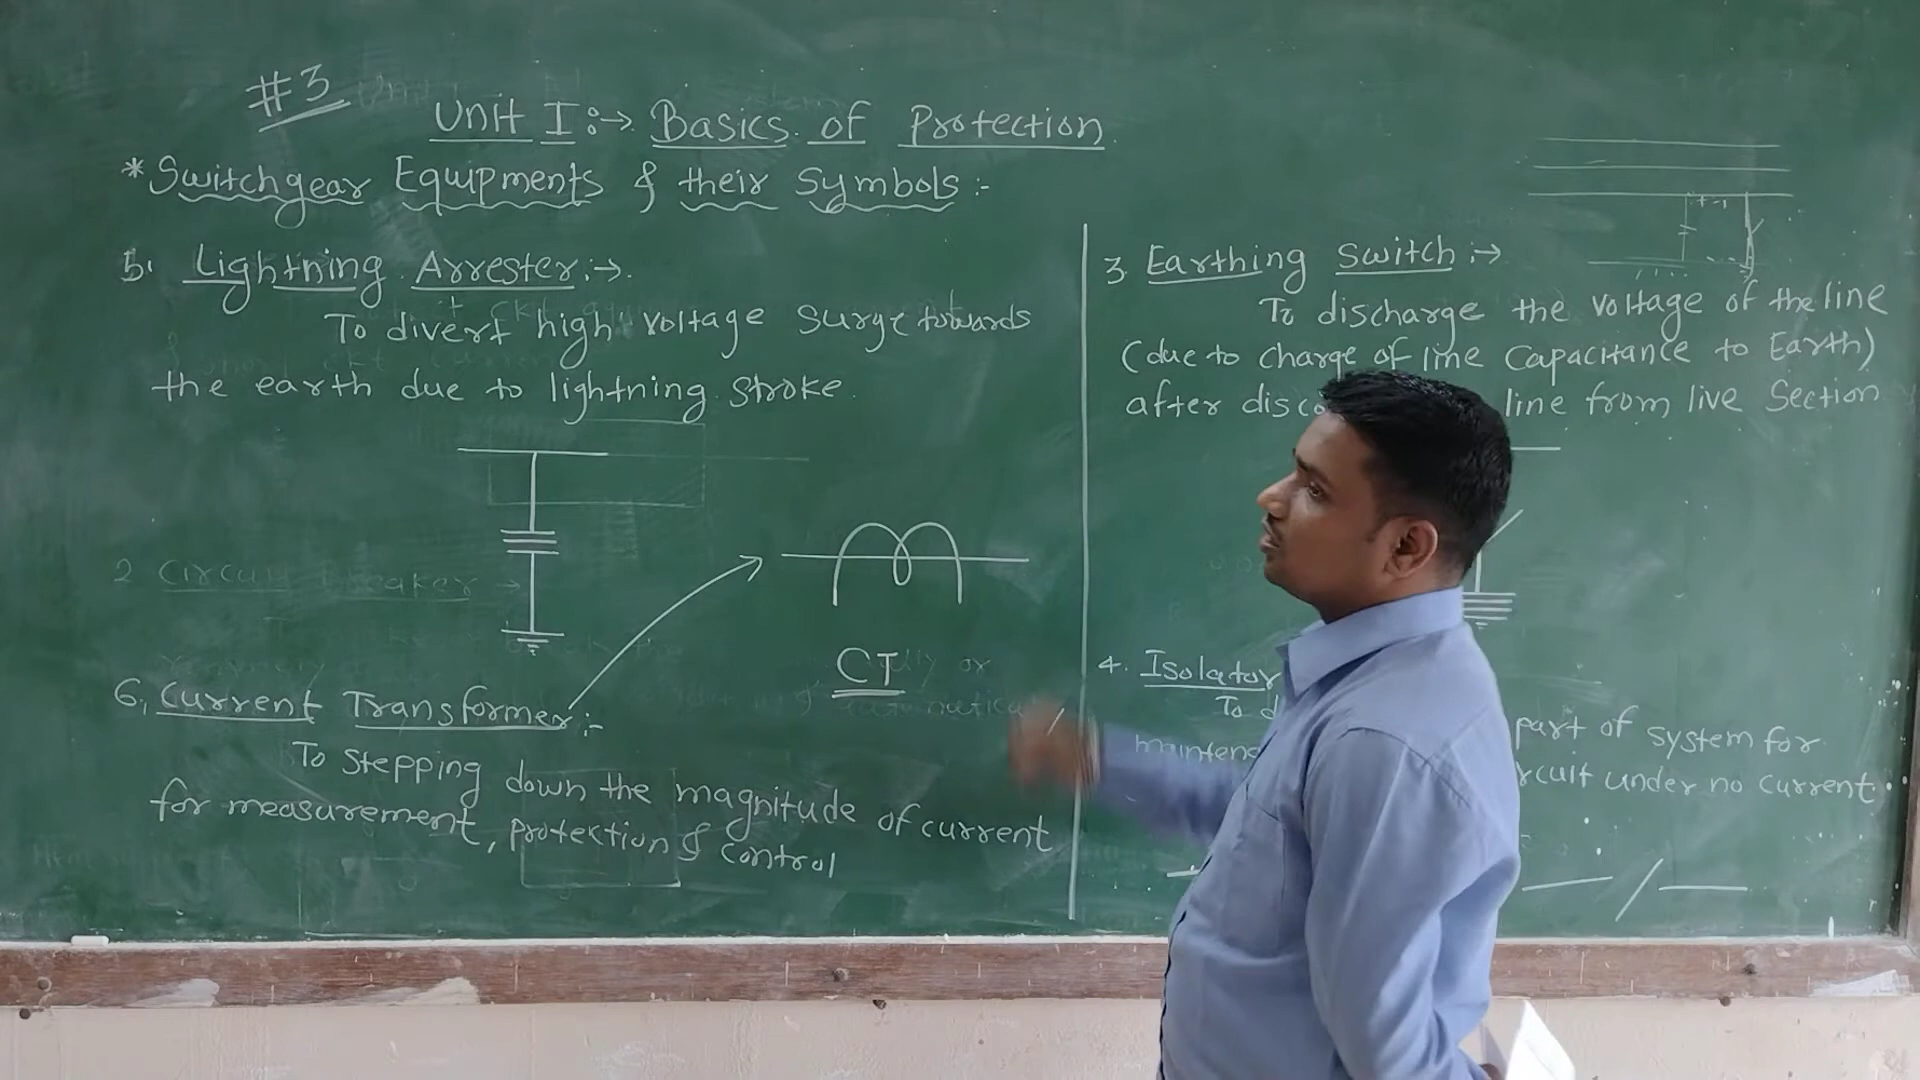 #3
Unit I :→ Basics of Protection
* Switchgear Equipments & their symbols :-
5. Lightning Arrester :→
To divert high voltage surge towards
the earth due to lightning stroke.
2 Circuit Breaker →
CT
6. Current Transformer :-
To stepping down the magnitude of current
for measurement, protection & control
3. Earthing Switch :→
To discharge the voltage of the line
(due to charge of line capacitance to Earth)
after line from live Section
4. Isolator
To part of system for
under no current.